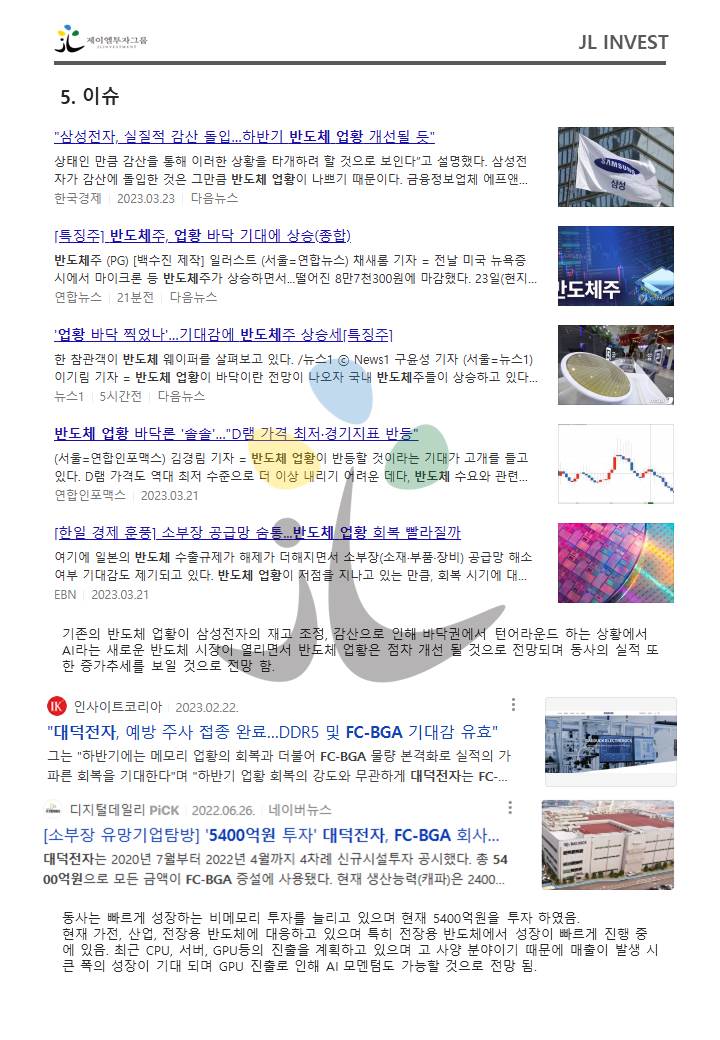 제이엘투자그룹
JL INVESTMENT
JL INVEST
5. 이슈
"삼성전자, 실질적 감산 돌입...하반기 반도체 업황 개선될 듯"
상태인 만큼 감산을 통해 이러한 상황을 타개하려 할 것으로 보인다"고 설명했다. 삼성전
자가 감산에 돌입한 것은 그만큼 반도체 업황이 나쁘기 때문이다. 금융정보업체 에프앤...
한국경제 2023.03.23 다음뉴스
SAMSUNG
삼성
[특징주] 반도체주, 업황 바닥 기대에 상승(종합)
반도체주 (PG) [백수진 제작] 일러스트 (서울=연합뉴스) 채새롬 기자 = 전날 미국 뉴욕증
시에서 마이크론 등 반도체주가 상승하면서...떨어진 8만7천300원에 마감했다. 23일(현지...
연합뉴스 21분전 다음뉴스
반도체주
'업황 바닥 찍었나'...기대감에 반도체주 상승세[특징주]
한 참관객이 반도체 웨이퍼를 살펴보고 있다. /뉴스1 ⓒ News1 구윤성 기자 (서울=뉴스1)
이기림 기자 = 반도체 업황이 바닥이란 전망이 나오자 국내 반도체주들이 상승하고 있다...
뉴스1 5시간전 다음뉴스
반도체 업황 바닥론 '솔솔'..."D램 가격 최저·경기지표 반등"
(서울=연합인포맥스) 김경림 기자 = 반도체 업황이 반등할 것이라는 기대가 고개를 들고
있다. D램 가격도 역대 최저 수준으로 더 이상 내리기 어려운 데다, 반도체 수요와 관련...
연합인포맥스 2023.03.21
[한일 경제 훈풍] 소부장 공급망 숨통...반도체 업황 회복 빨라질까
여기에 일본의 반도체 수출규제가 해제가 더해지면서 소부장(소재·부품·장비) 공급망 해소
여부 기대감도 제기되고 있다. 반도체 업황이 저점을 지나고 있는 만큼, 회복 시기에 대...
EBN 2023.03.21
기존의 반도체 업황이 삼성전자의 재고 조정, 감산으로 인해 바닥권에서 턴어라운드 하는 상황에서
AI라는 새로운 반도체 시장이 열리면서 반도체 업황은 점차 개선 될 것으로 전망되며 동사의 실적 또
한 증가추세를 보일 것으로 전망 함.
IK 인사이트코리아 2023.02.22.
"대덕전자, 예방 주사 접종 완료...DDR5 및 FC-BGA 기대감 유효"
그는 "하반기에는 메모리 업황의 회복과 더불어 FC-BGA 물량 본격화로 실적의 가
파른 회복을 기대한다"며 "하반기 업황 회복의 강도와 무관하게 대덕전자는 FC-...
디지털데일리 PiCK 2022.06.26. 네이버뉴스
[소부장 유망기업탐방] '5400억원 투자' 대덕전자, FC-BGA 회사...
대덕전자는 2020년 7월부터 2022년 4월까지 4차례 신규시설투자 공시했다. 총 54
00억원으로 모든 금액이 FC-BGA 증설에 사용됐다. 현재 생산능력(캐파)은 2400...
동사는 빠르게 성장하는 비메모리 투자를 늘리고 있으며 현재 5400억원을 투자 하였음.
현재 가전, 산업, 전장용 반도체에 대응하고 있으며 특히 전장용 반도체에서 성장이 빠르게 진행 중
에 있음. 최근 CPU, 서버, GPU등의 진출을 계획하고 있으며 고 사양 분야이기 때문에 매출이 발생 시
큰 폭의 성장이 기대 되며 GPU 진출로 인해 AI 모멘텀도 가능할 것으로 전망 됨.